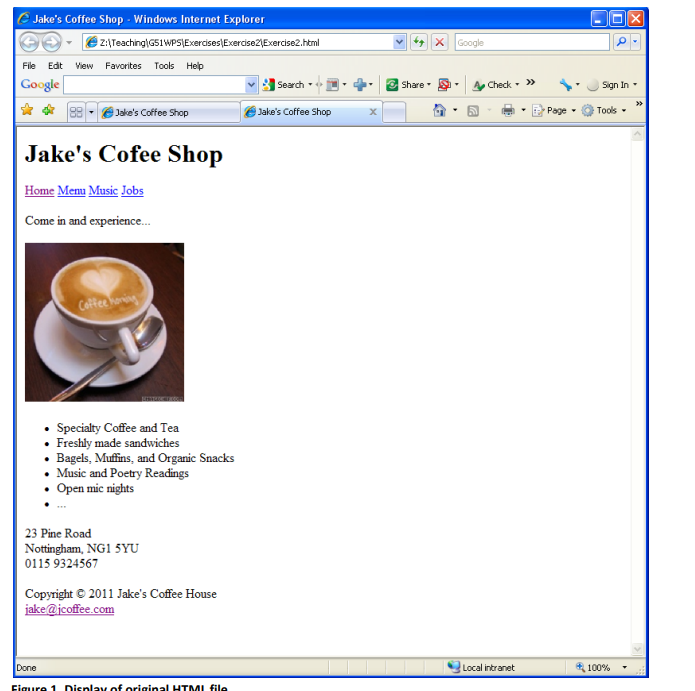 Jake's Coffee Shop - Windows Internet Explorer
Z:\Teaching\G51WPS\Exercises\Exercise2\Exercise2.html
Google
File Edit View Favorites Tools Help
Google Search Share Check Sign In
Jake's Coffee Shop Jake's Coffee Shop Page Tools
Jake's Cofee Shop
Home Menu Music Jobs
Come in and experience...
Coffee
Specialty Coffee and Tea
Freshly made sandwiches
Bagels, Muffins, and Organic Snacks
Music and Poetry Readings
Open mic nights
...
23 Pine Road
Nottingham, NG1 5YU
0115 9324567
Copyright © 2011 Jake's Coffee House
jake@jcoffee.com
Done Local intranet 100%
Figure 1. Display of original HTML file